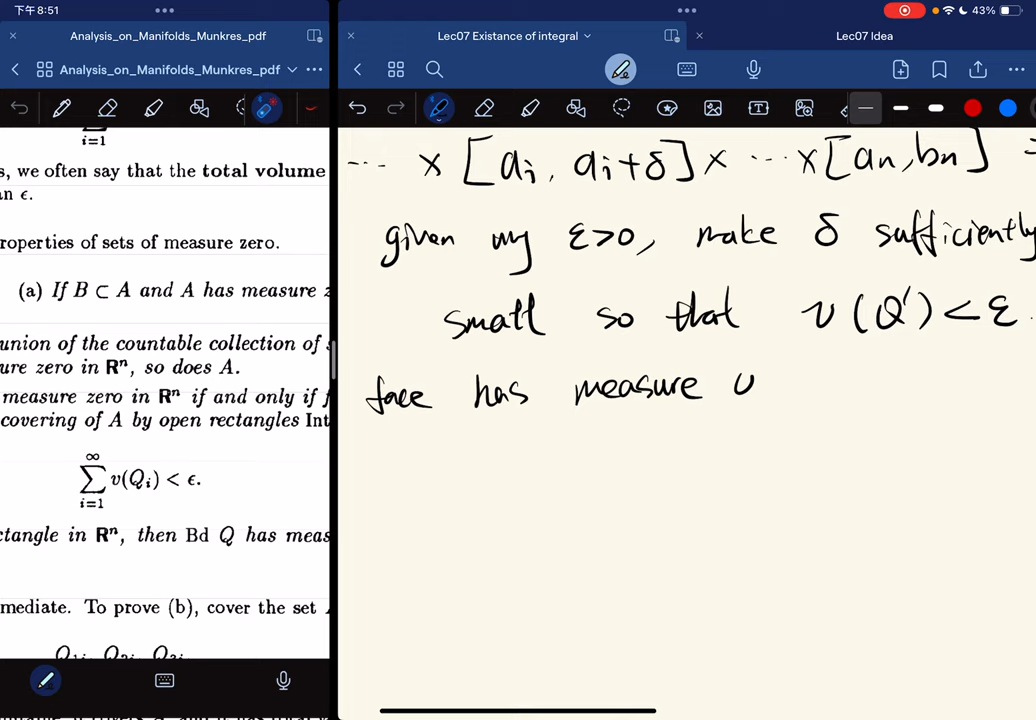 下午8:51
43%
Analysis_on_Manifolds_Munkres_pdf
Analysis_on_Manifolds_Munkres_pdf
i=1
s, we often say that the total volume
an ϵ.
roperties of sets of measure zero.
(a) If B ⊂ A and A has measure z
union of the countable collection of s
ure zero in Rⁿ, so does A.
measure zero in Rⁿ if and only if f
covering of A by open rectangles Int
∞
∑ v(Qᵢ) < ϵ.
i=1
ctangle in Rⁿ, then Bd Q has meas
mediate. To prove (b), cover the set
Lec07 Existance of integral
Lec07 Idea
··· × [aᵢ, aᵢ+δ] × ··· × [an, bn]
given my ε>0, make δ sufficiently
small so that v(Q') < ε.
face has measure 0